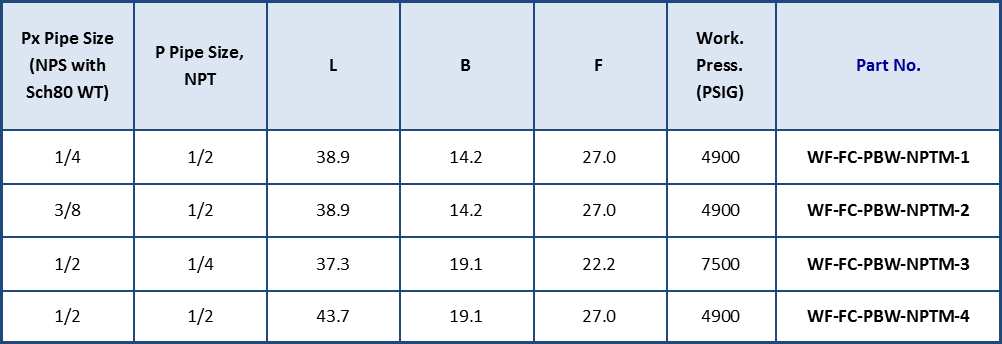 Px Pipe Size
(NPS with
Sch80 WT)
P Pipe Size,
NPT
L
B
F
Work.
Press.
(PSIG)
Part No.
1/4 1/2 38.9 14.2 27.0 4900 WF-FC-PBW-NPTM-1
3/8 1/2 38.9 14.2 27.0 4900 WF-FC-PBW-NPTM-2
1/2 1/4 37.3 19.1 22.2 7500 WF-FC-PBW-NPTM-3
1/2 1/2 43.7 19.1 27.0 4900 WF-FC-PBW-NPTM-4